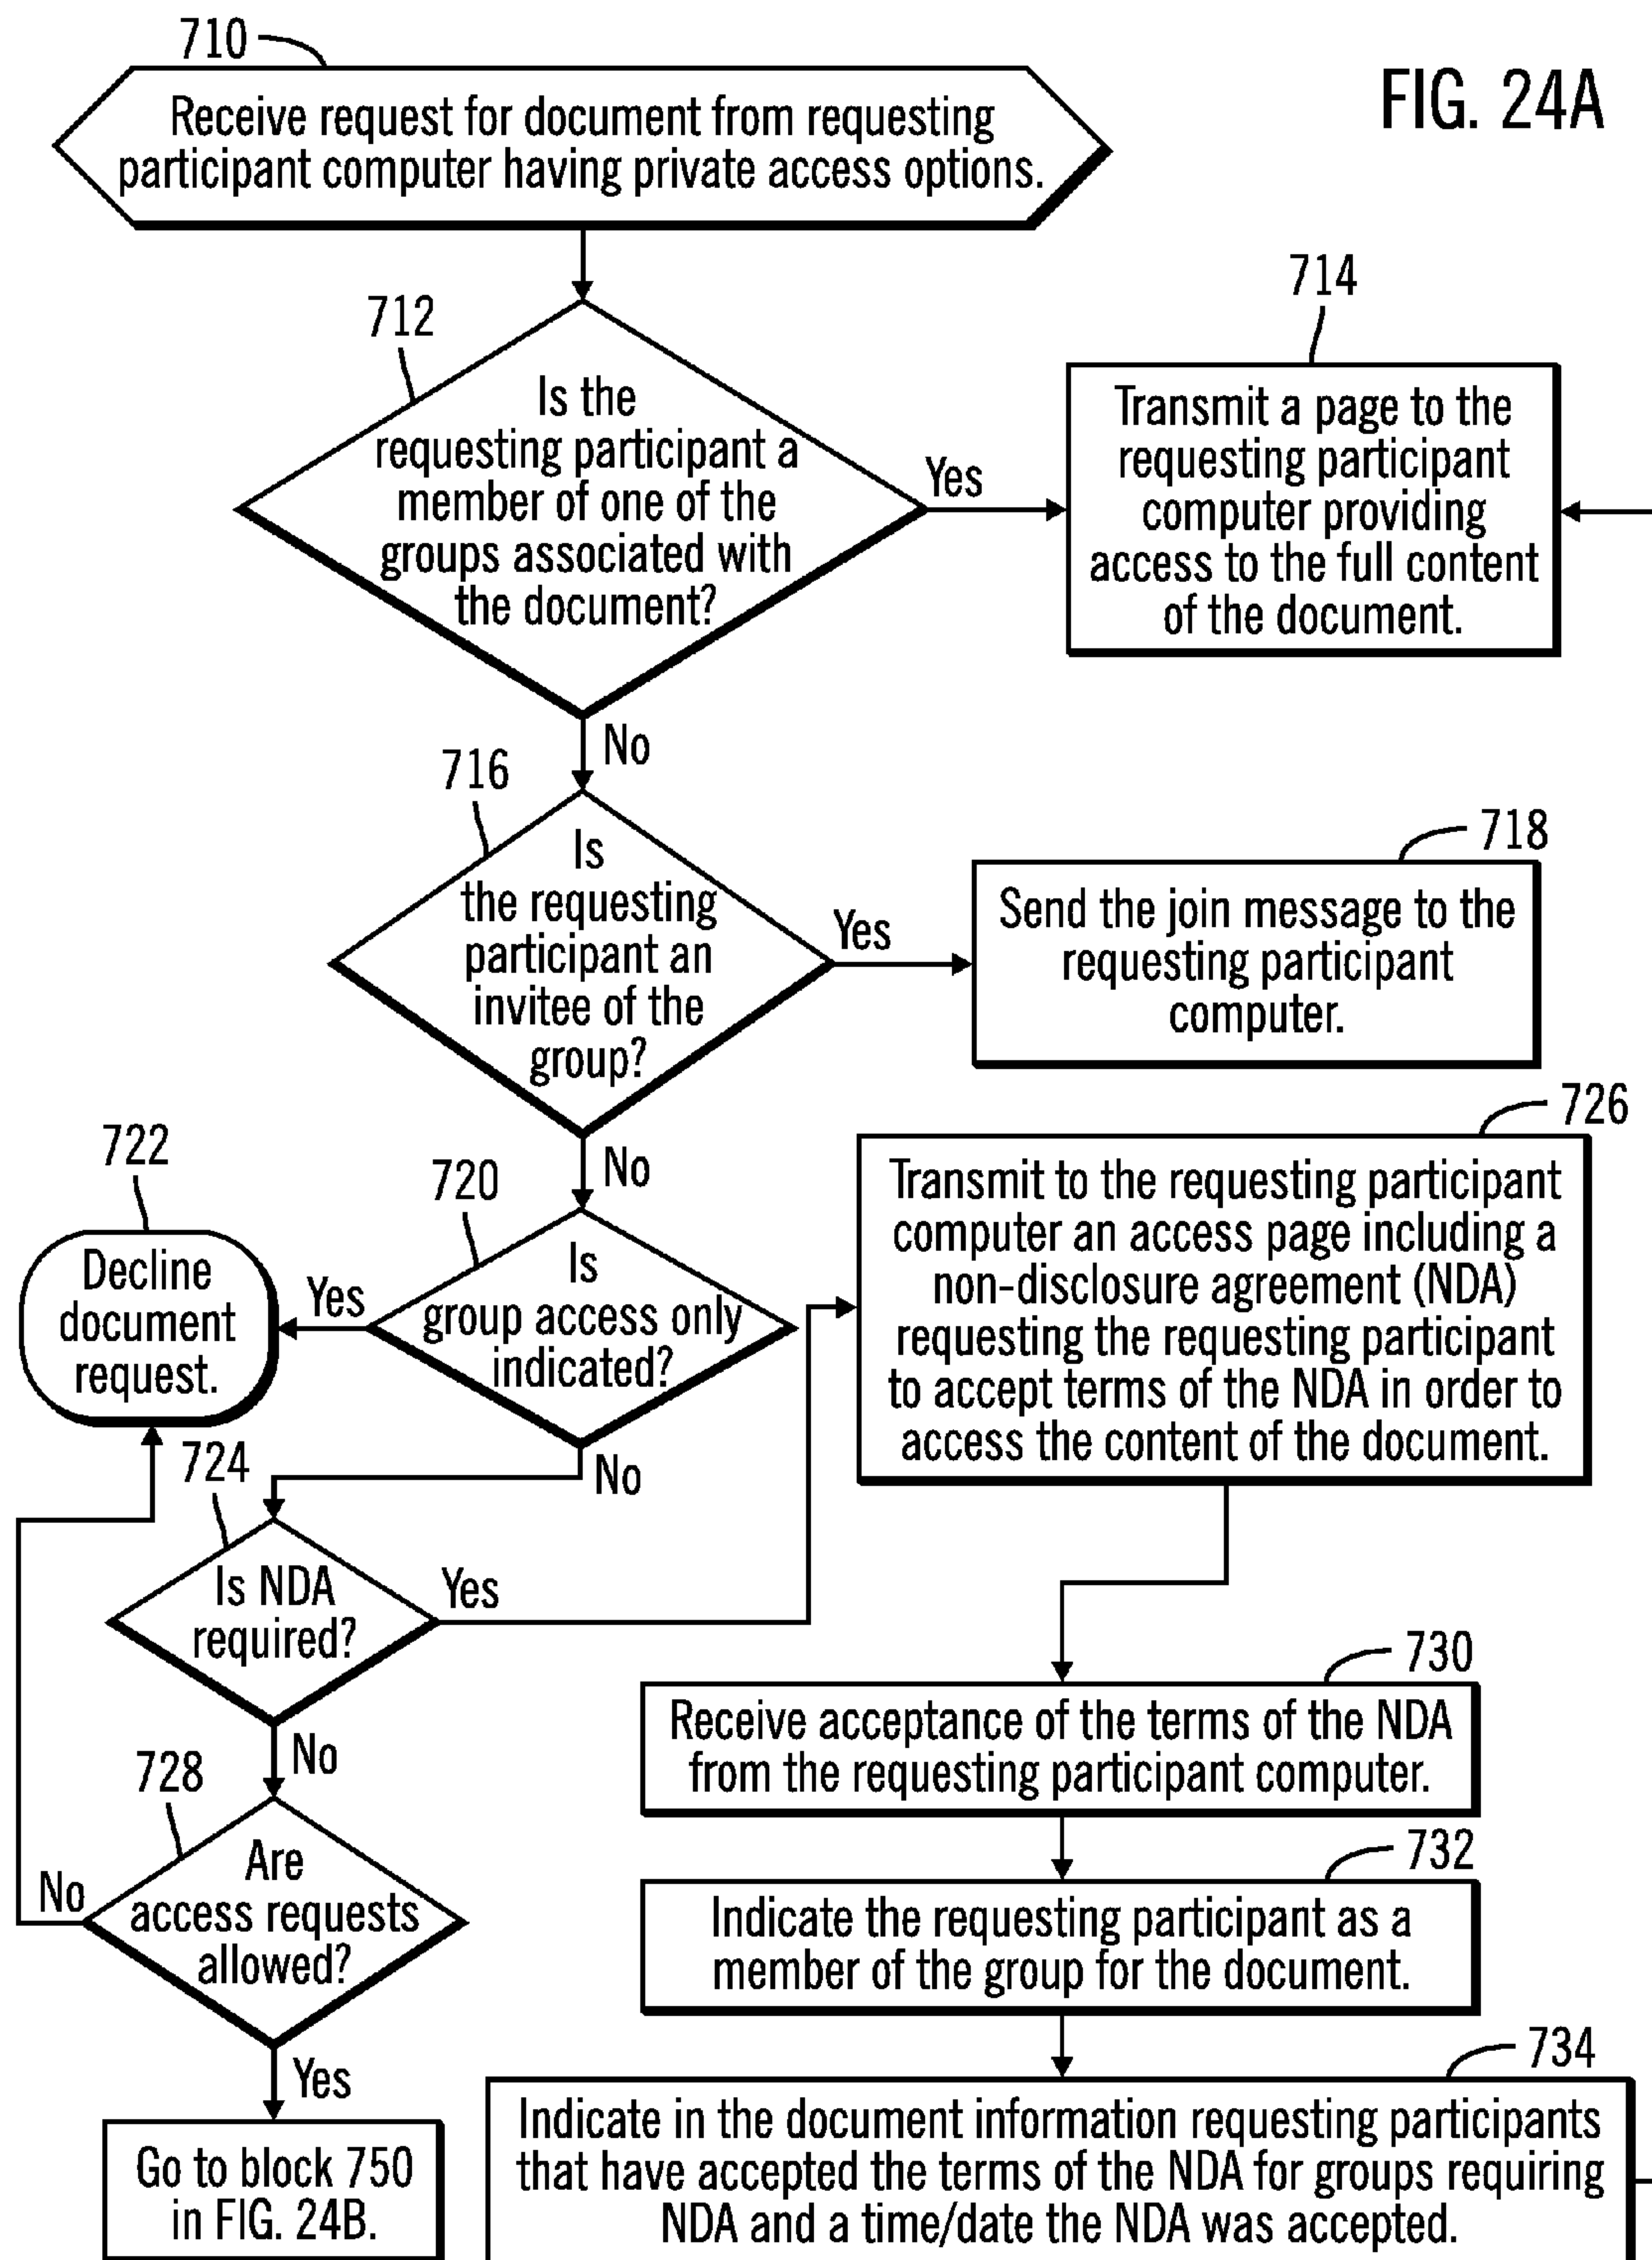 710
FIG. 24A
Receive request for document from requesting
participant computer having private access options.
712
Is the
requesting participant a
member of one of the
groups associated with
the document?
Yes
714
Transmit a page to the
requesting participant
computer providing
access to the full content
of the document.
No
716
Is
the requesting
participant an
invitee of the
group?
Yes
718
Send the join message to the
requesting participant
computer.
No
720
Is
group access only
indicated?
Yes
722
Decline
document
request.
No
724
Is NDA
required?
Yes
726
Transmit to the requesting participant
computer an access page including a
non-disclosure agreement (NDA)
requesting the requesting participant
to accept terms of the NDA in order to
access the content of the document.
No
728
Are
access requests
allowed?
No
Yes
Go to block 750
in FIG. 24B.
730
Receive acceptance of the terms of the NDA
from the requesting participant computer.
732
Indicate the requesting participant as a
member of the group for the document.
734
Indicate in the document information requesting participants
that have accepted the terms of the NDA for groups requiring
NDA and a time/date the NDA was accepted.